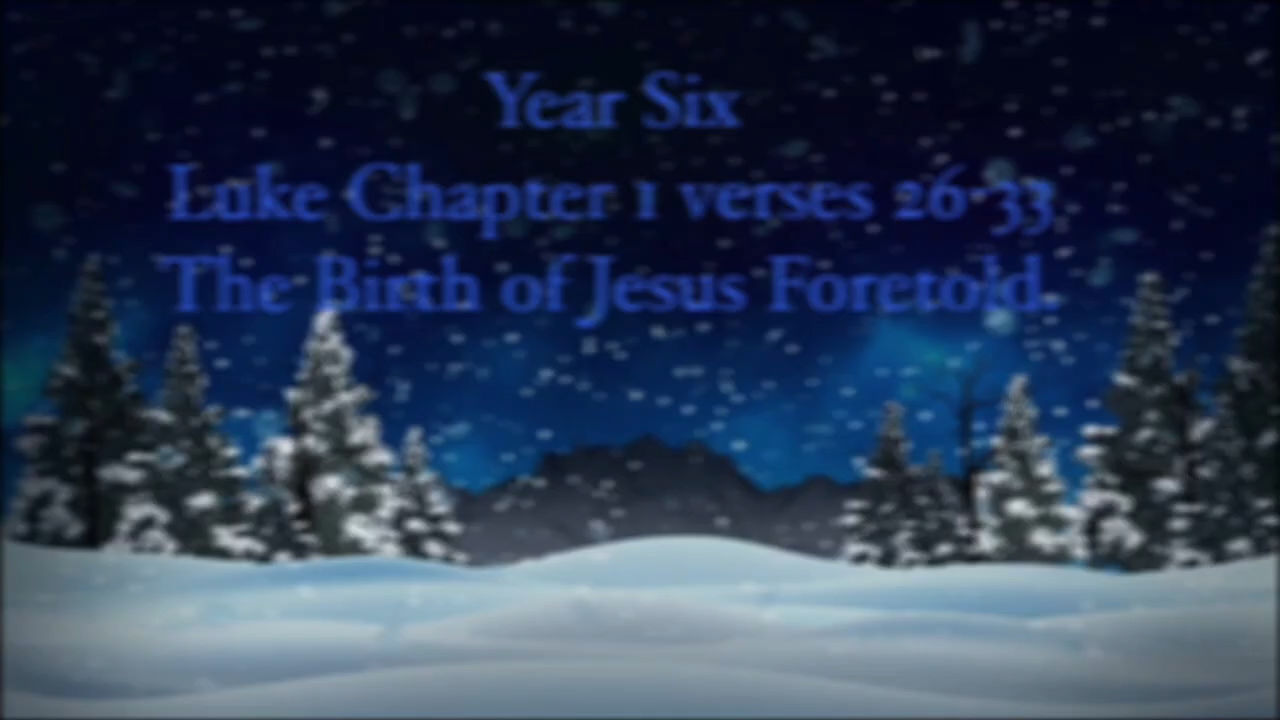 Year Six
Luke Chapter 1 verses 26-33
The Birth of Jesus Foretold